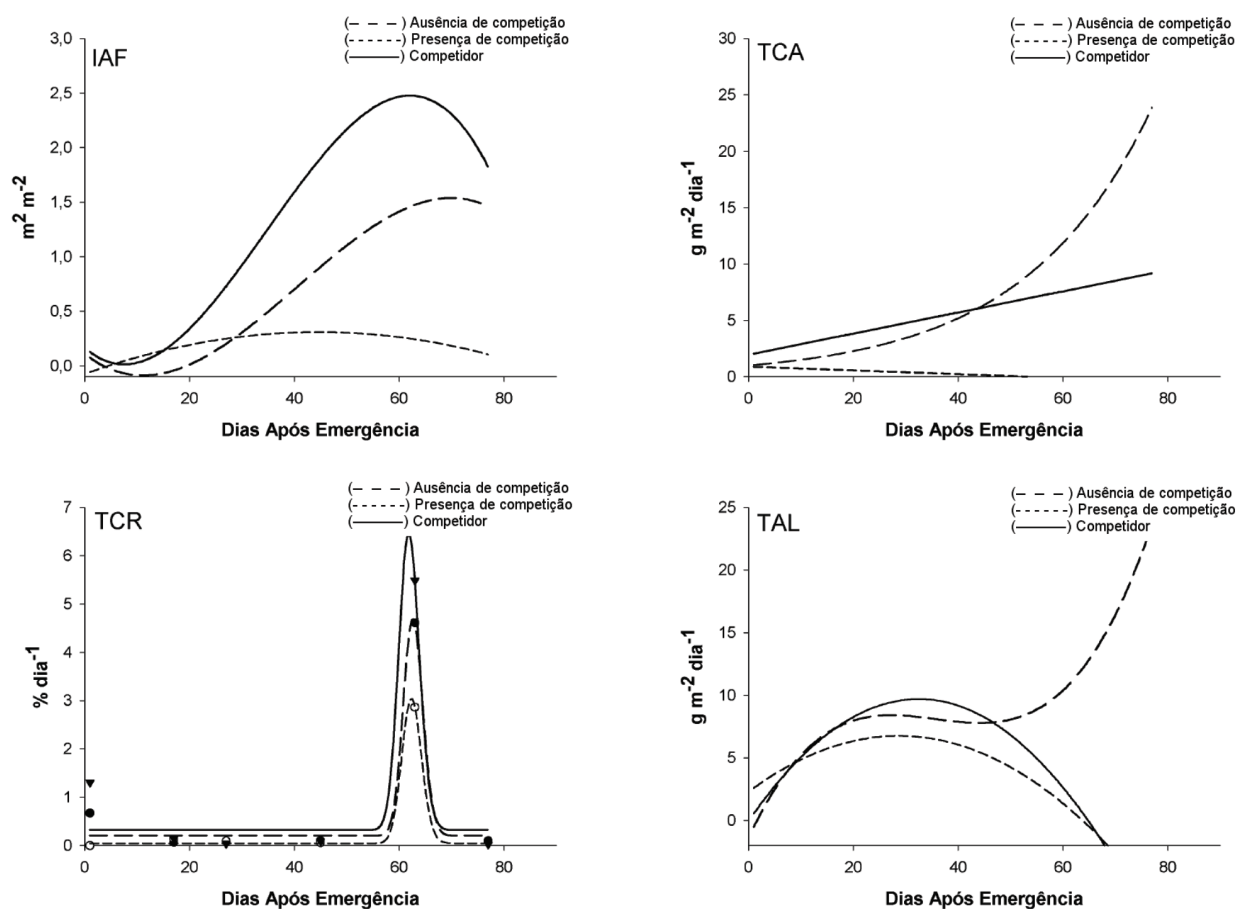 (— — —) Ausência de competição
(- - - - -) Presença de competição
(———) Competidor
IAF
3,0
2,5
2,0
1,5
1,0
0,5
0,0
m² m⁻²
0 20 40 60 80
Dias Após Emergência
(— — —) Ausência de competição
(- - - - -) Presença de competição
(———) Competidor
TCA
30
25
20
15
10
5
0
g m⁻² dia⁻¹
0 20 40 60 80
Dias Após Emergência
(— — —) Ausência de competição
(- - - - -) Presença de competição
(———) Competidor
TCR
7
6
5
4
3
2
1
0
% dia⁻¹
0 20 40 60 80
Dias Após Emergência
(— — —) Ausência de competição
(- - - - -) Presença de competição
(———) Competidor
TAL
25
20
15
10
5
0
g m⁻² dia⁻¹
0 20 40 60 80
Dias Após Emergência